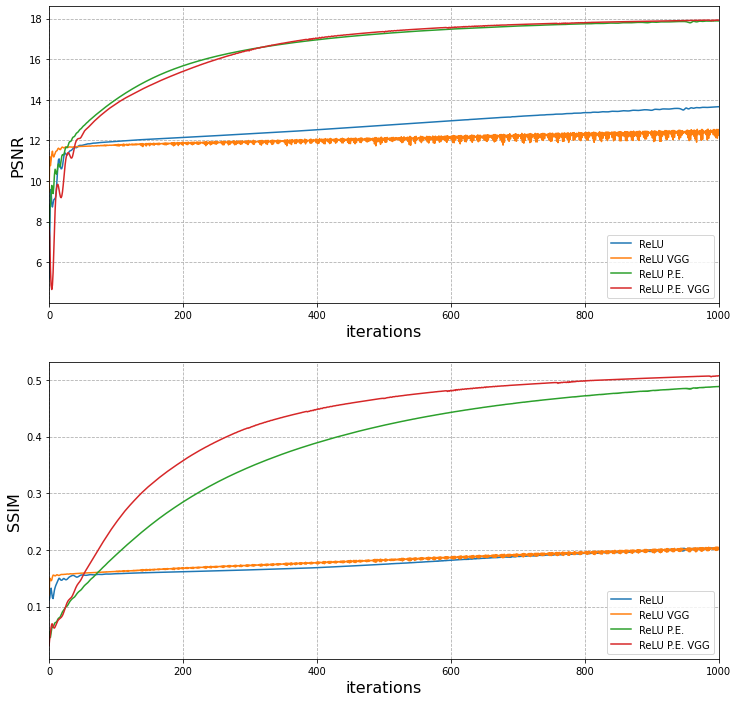 18
16
14
12
10
8
6
PSNR
0
200
400
600
800
1000
iterations
ReLU
ReLU VGG
ReLU P.E.
ReLU P.E. VGG
0.5
0.4
0.3
0.2
0.1
SSIM
0
200
400
600
800
1000
iterations
ReLU
ReLU VGG
ReLU P.E.
ReLU P.E. VGG